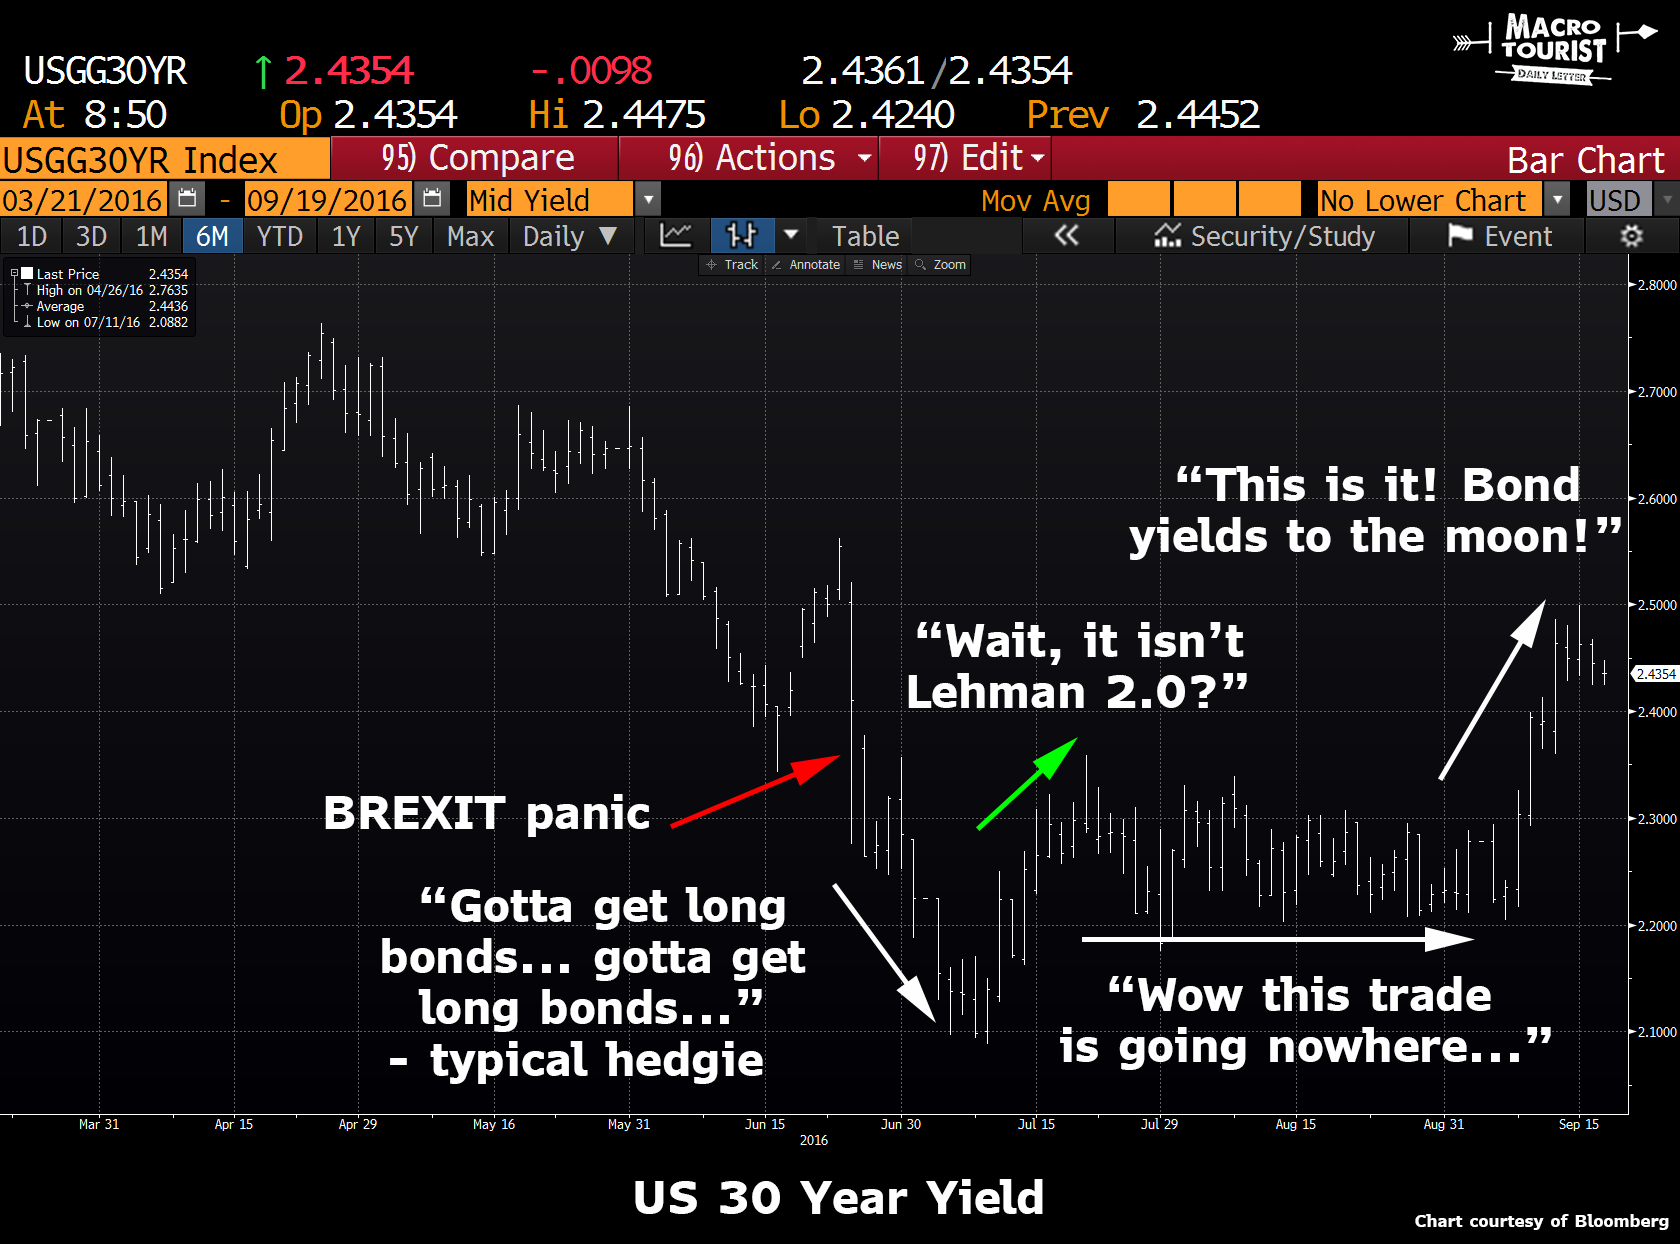 MACRO
TOURIST
DAILY LETTER
USGG30YR ↑ 2.4354 -.0098 2.4361/2.4354
At 8:50 Op 2.4354 Hi 2.4475 Lo 2.4240 Prev 2.4452
USGG30YR Index 95) Compare 96) Actions 97) Edit Bar Chart
03/21/2016 - 09/19/2016 Mid Yield Mov Avg No Lower Chart USD
1D 3D 1M 6M YTD 1Y 5Y Max Daily ▼ Table « Security/Study Event
Track Annotate News Zoom
Last Price 2.4354
High on 04/26/16 2.7635
Average 2.4436
Low on 07/11/16 2.0882
2.8000
2.7000
2.6000
2.5000
2.4354
2.4000
2.3000
2.2000
2.1000
“This is it! Bond
yields to the moon!”
“Wait, it isn’t
Lehman 2.0?”
BREXIT panic
“Gotta get long
bonds... gotta get
long bonds...”
- typical hedgie
“Wow this trade
is going nowhere...”
Mar 31 Apr 15 Apr 29 May 16 May 31 Jun 15 Jun 30 Jul 15 Jul 29 Aug 15 Aug 31 Sep 15
2016
US 30 Year Yield
Chart courtesy of Bloomberg